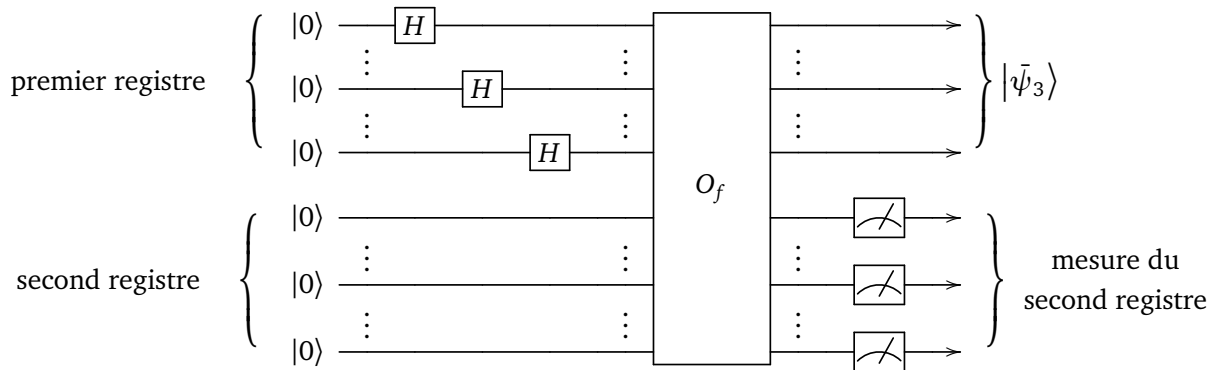 |0⟩ H
|0⟩ H
premier registre
|ψ̄₃⟩
|0⟩ H
O_f
|0⟩
|0⟩
second registre
mesure du
second registre
|0⟩